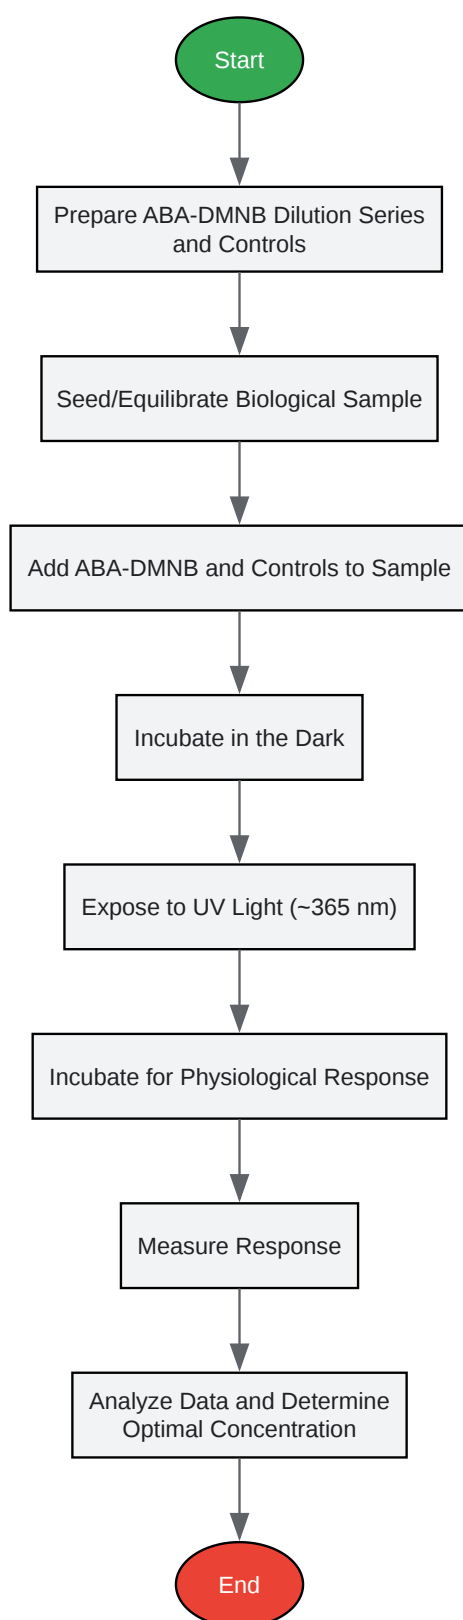 Start
Prepare ABA-DMNB Dilution Series
and Controls
Seed/Equilibrate Biological Sample
Add ABA-DMNB and Controls to Sample
Incubate in the Dark
Expose to UV Light (~365 nm)
Incubate for Physiological Response
Measure Response
Analyze Data and Determine
Optimal Concentration
End